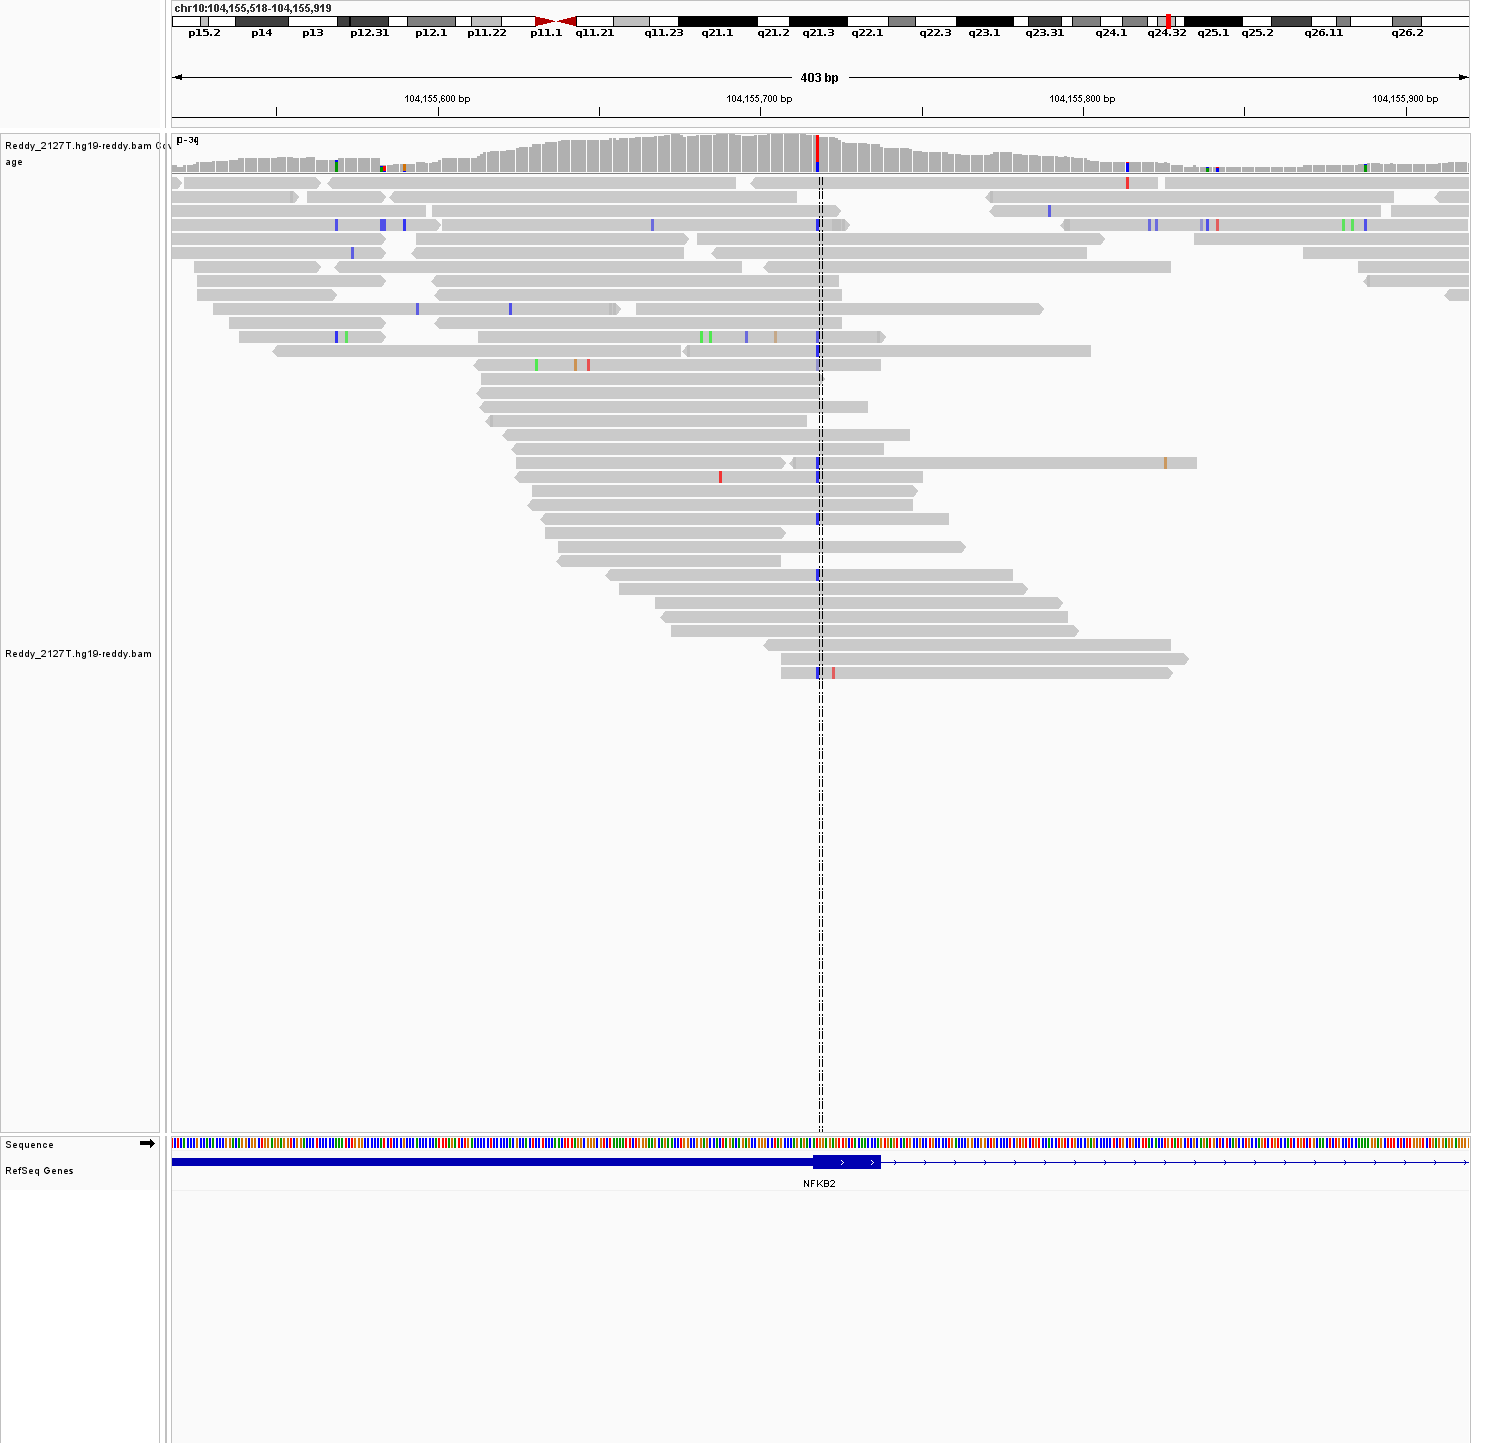 chr10:104,155,518-104,155,919
p15.2 p14 p13 p12.31 p12.1 p11.22 p11.1 q11.21 q11.23 q21.1 q21.2 q21.3 q22.1 q22.3 q23.1 q23.31 q24.1 q24.32 q25.1 q25.2 q26.11 q26.2
403 bp
104,155,600 bp 104,155,700 bp 104,155,800 bp 104,155,900 bp
Reddy_2127T.hg19-reddy.bam Cov
age
Reddy_2127T.hg19-reddy.bam
Sequence
RefSeq Genes
NFKB2